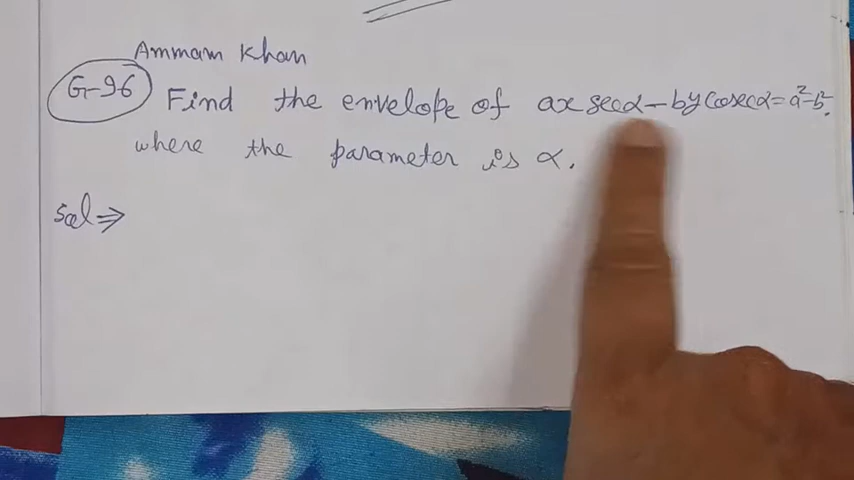 Ammam Khan
G-96 Find the envelope of ax secα - by Cosecα = a² - b².
where the parameter is α.
Sol ⇒